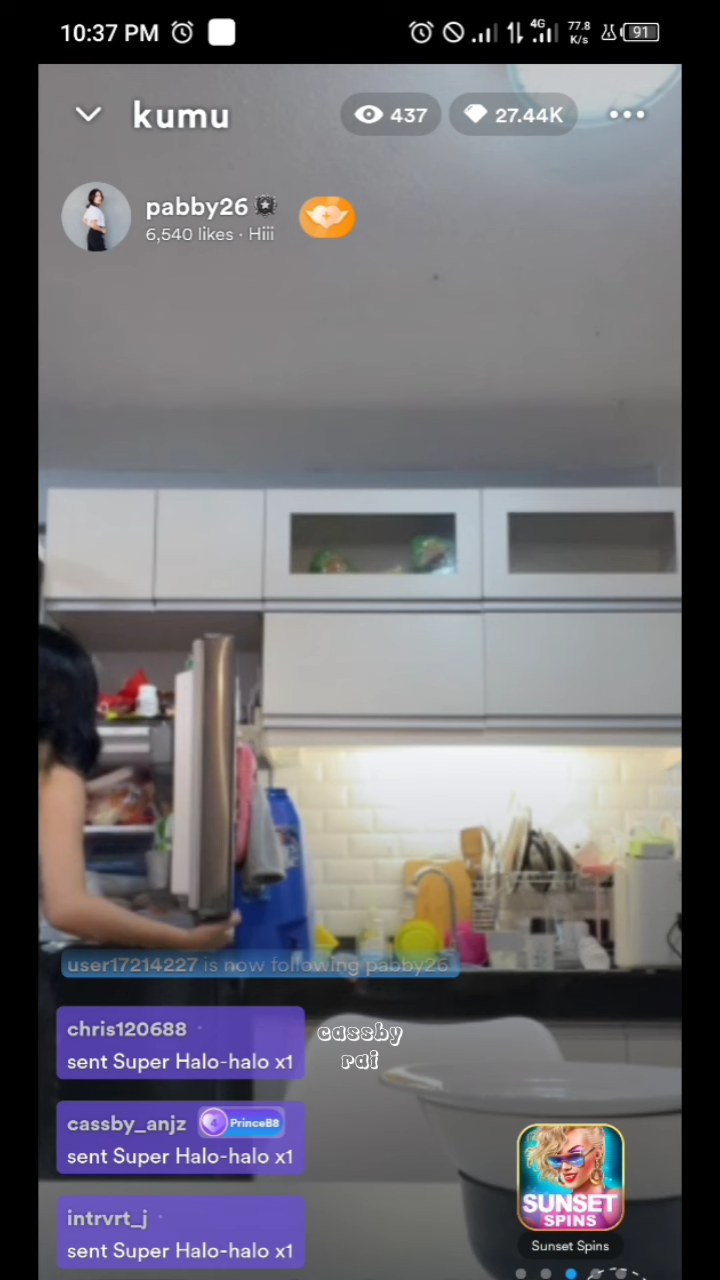 10:37 PM
4G
77.8
K/s
91
kumu
437
27.44K
pabby26
6,540 likes · Hiii
user17214227 is now following pabby26
chris120688
sent Super Halo-halo x1
cassby
rai
cassby_anjz
PrinceB8
sent Super Halo-halo x1
intrvrt_j
sent Super Halo-halo x1
SUNSET
SPINS
Sunset Spins